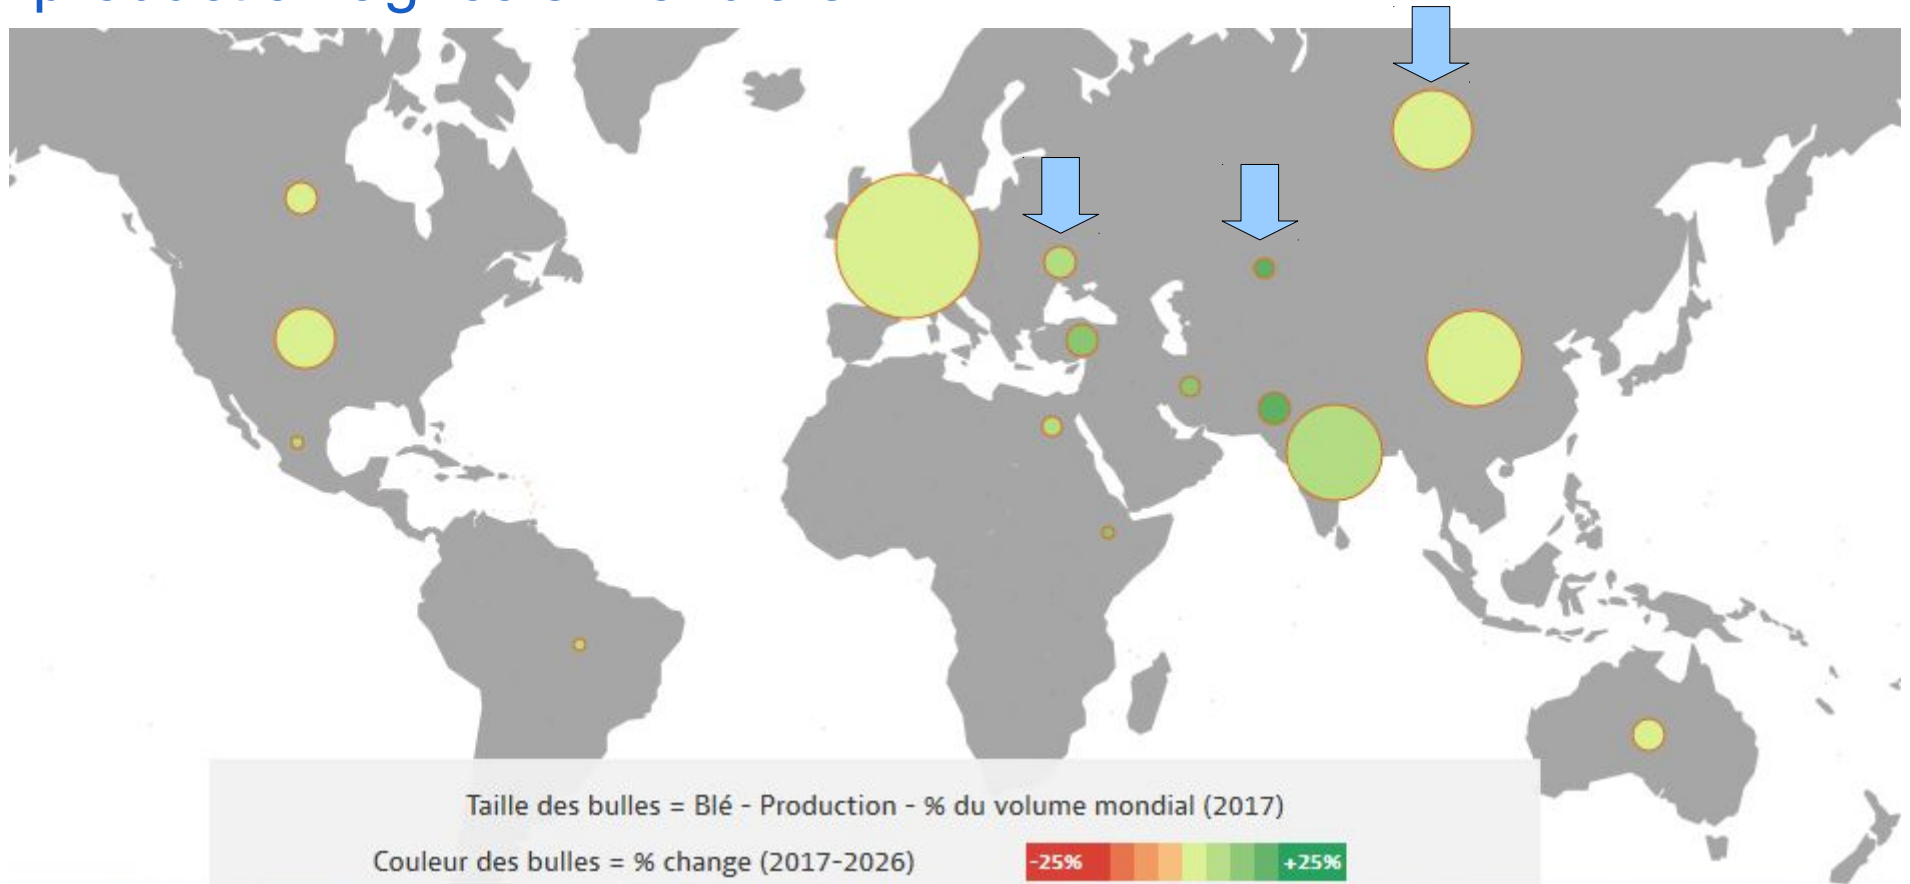 Taille des bulles = Blé - Production - % du volume mondial (2017)
Couleur des bulles = % change (2017-2026)
-25% +25%